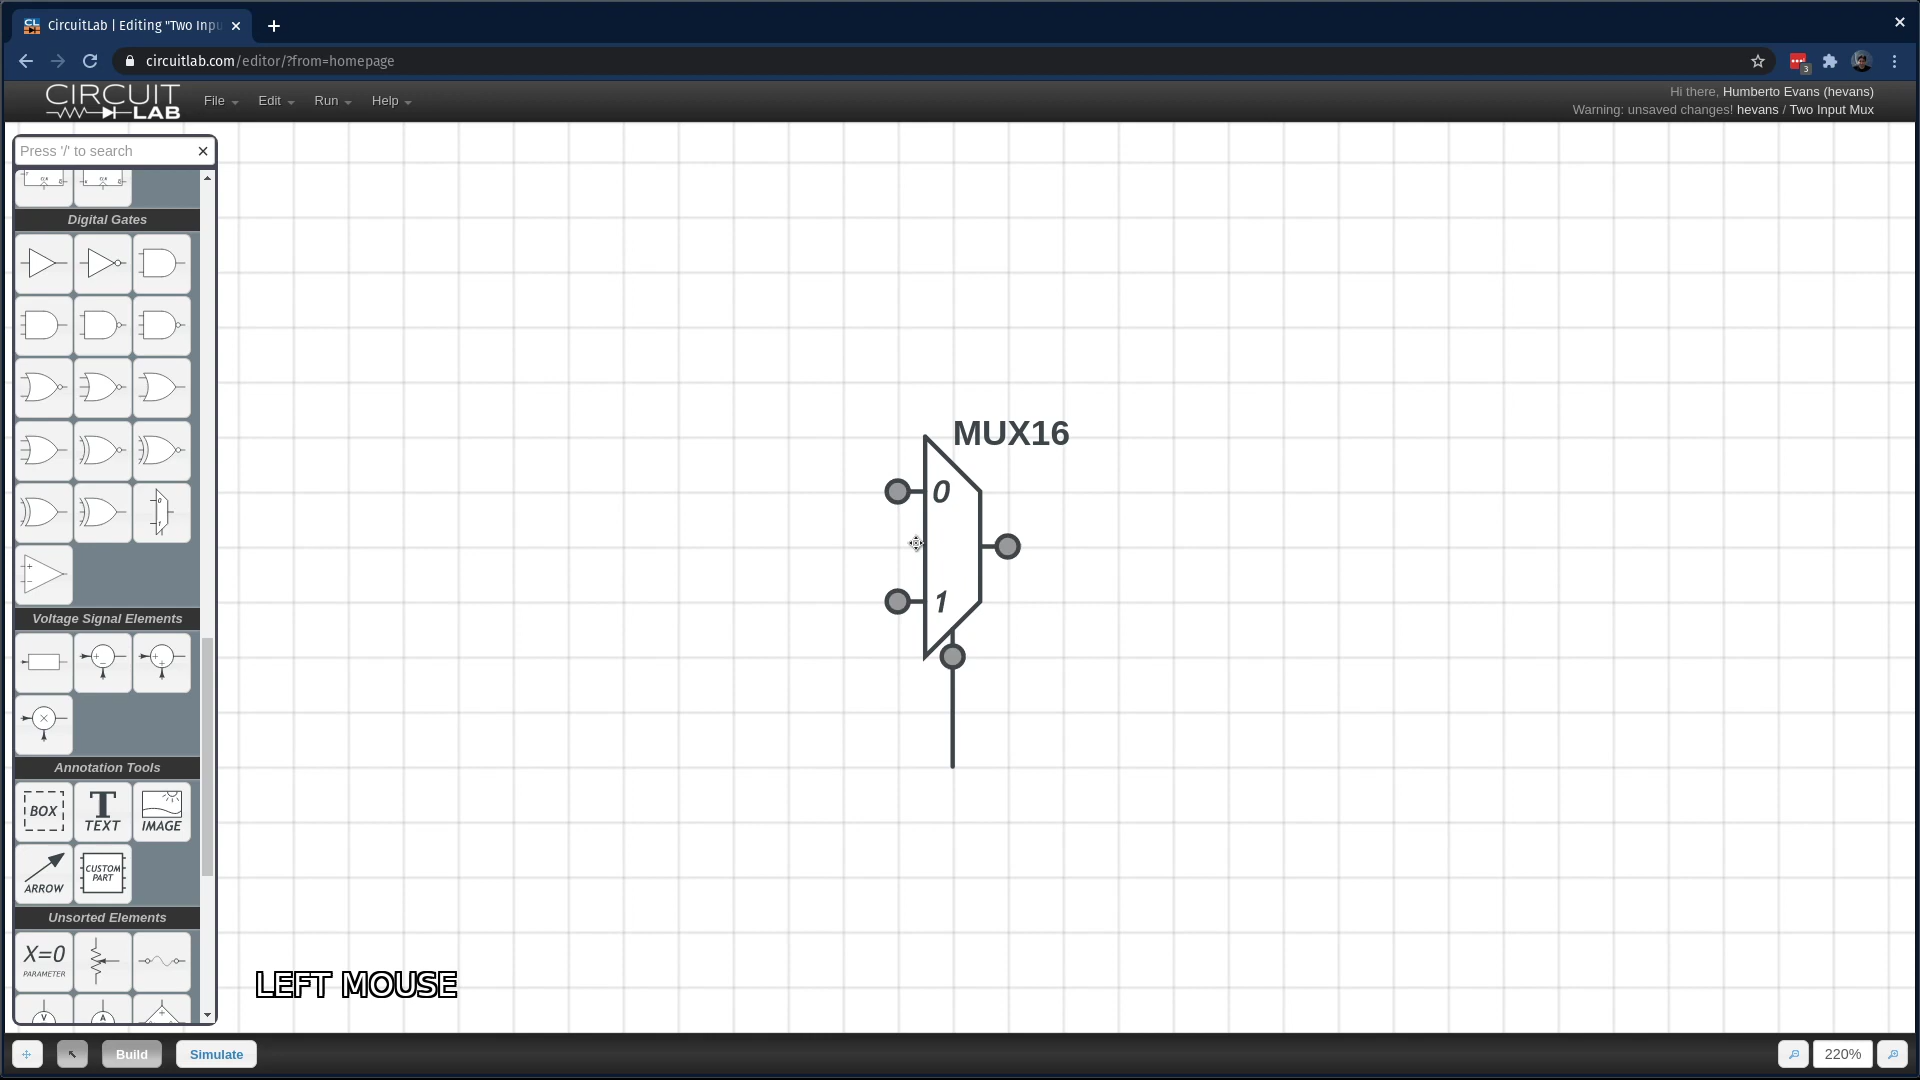 CircuitLab | Editing "Two Inpu
circuitlab.com/editor/?from=homepage
3
CIRCUIT LAB
File Edit Run Help
Hi there, Humberto Evans (hevans)
Warning: unsaved changes! hevans / Two Input Mux
Press '/' to search
Digital Gates
Voltage Signal Elements
Annotation Tools
BOX
TEXT
IMAGE
ARROW
CUSTOM PART
Unsorted Elements
X=0
PARAMETER
V
A
MUX16
0
1
LEFT MOUSE
Build
Simulate
220%